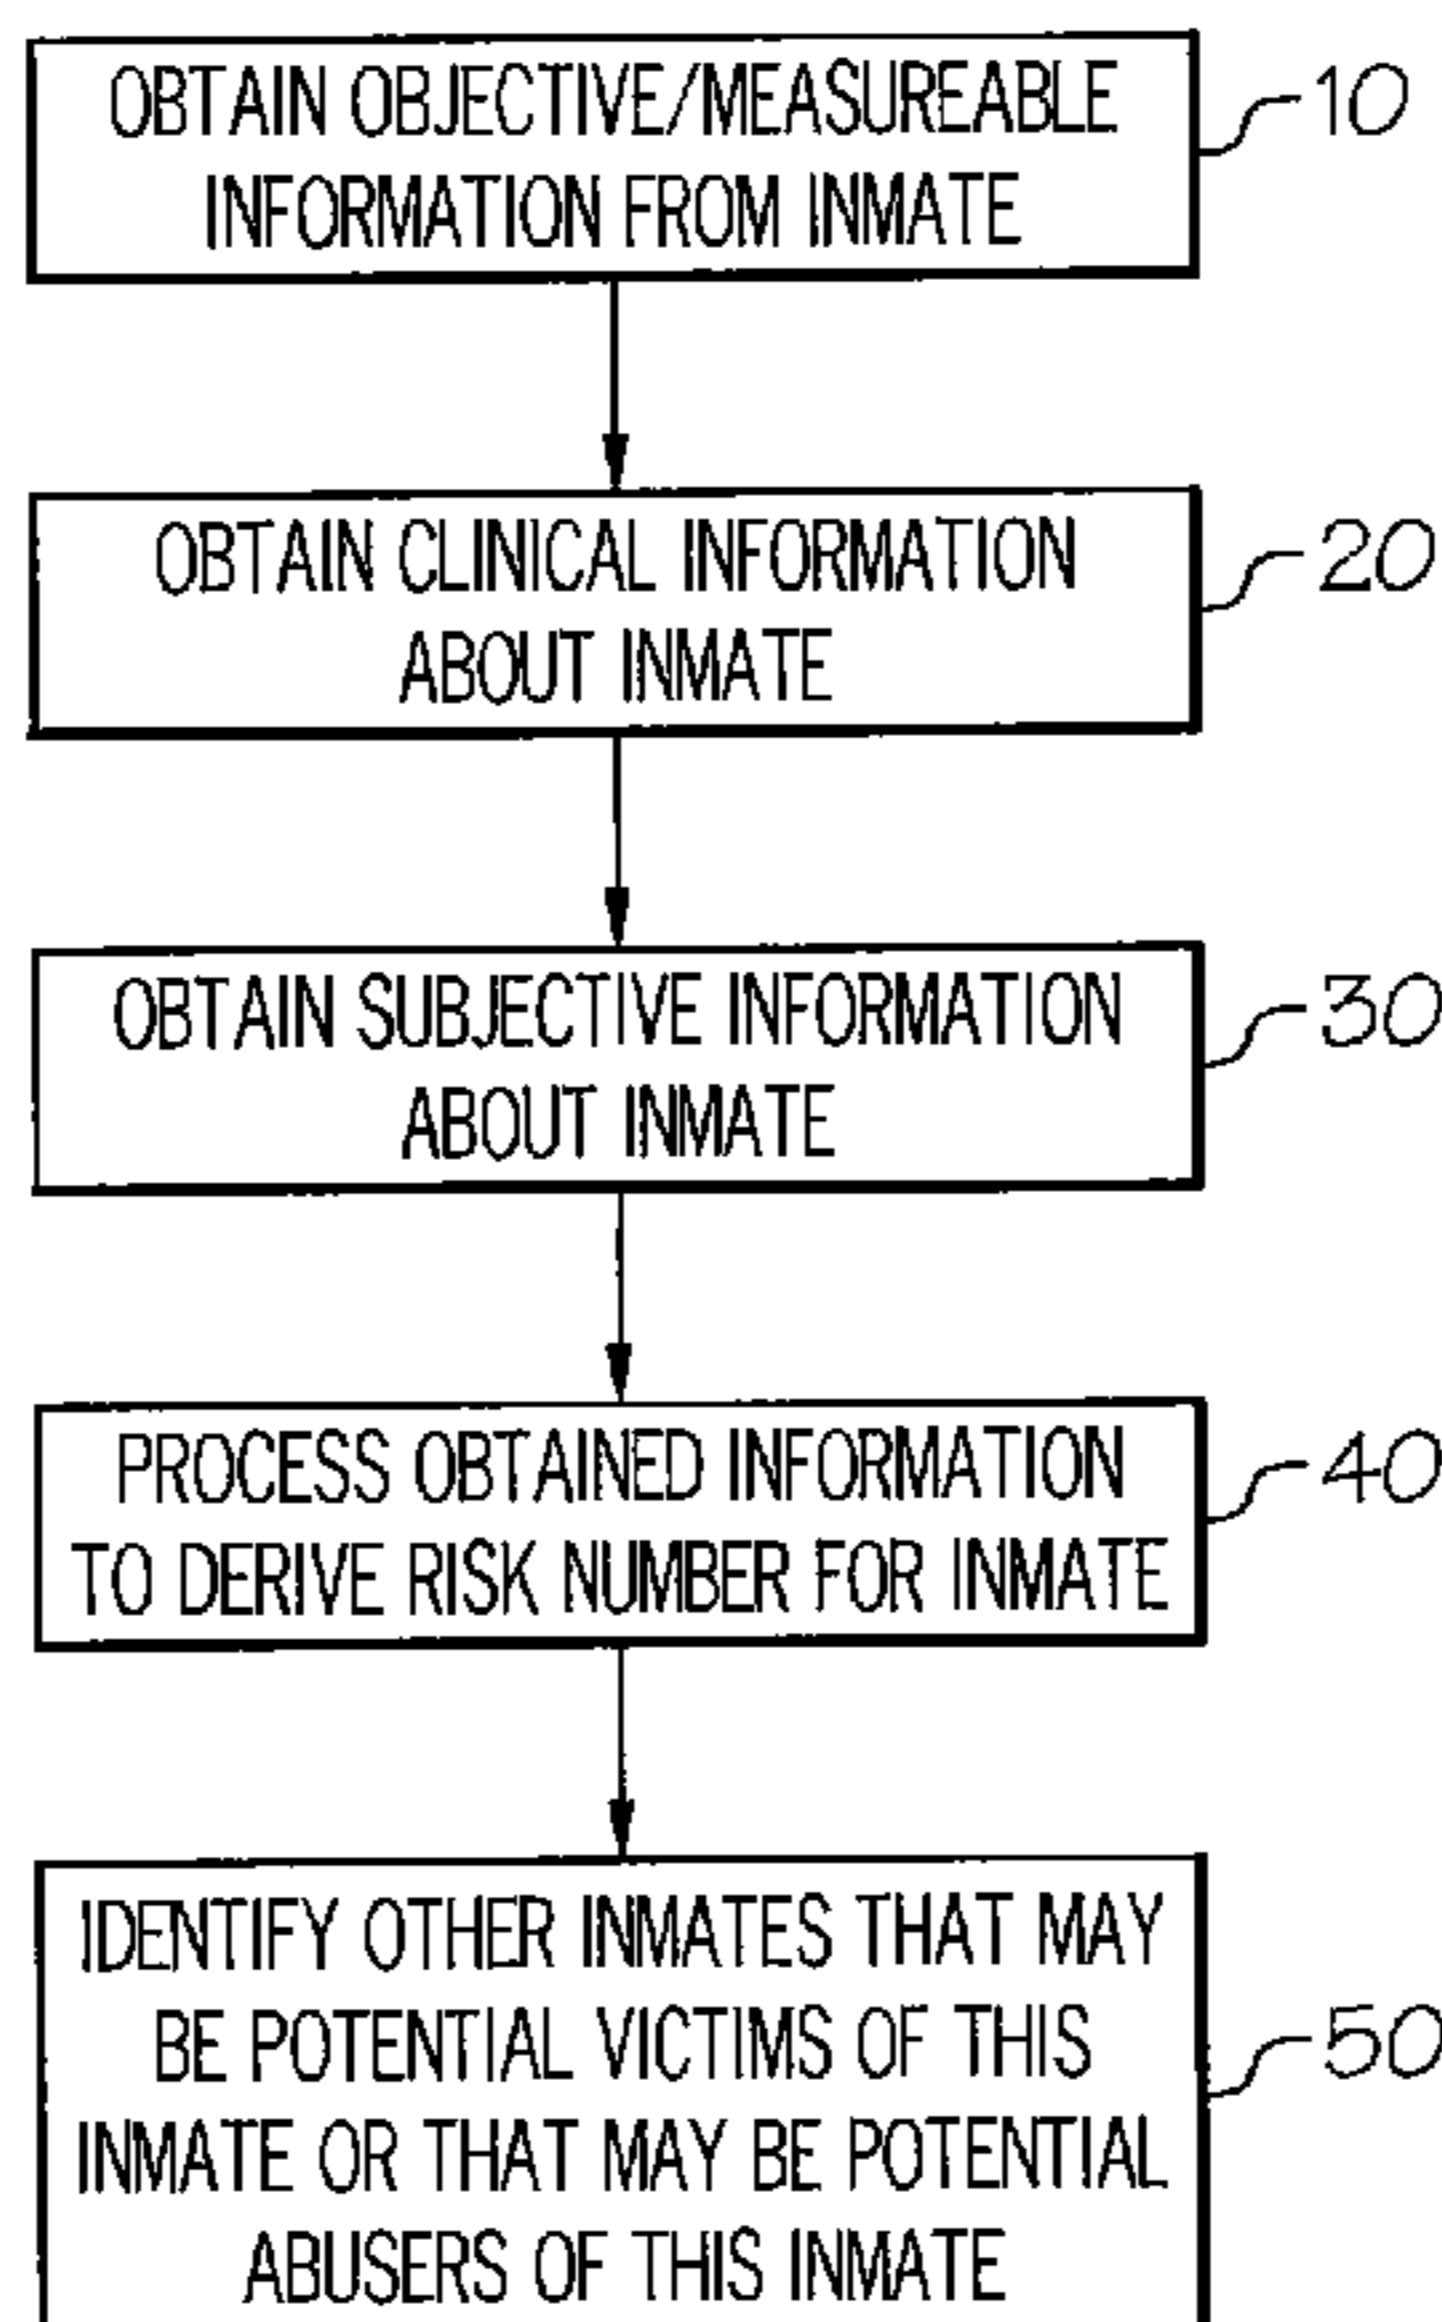 OBTAIN OBJECTIVE/MEASUREABLE
INFORMATION FROM INMATE
10
OBTAIN CLINICAL INFORMATION
ABOUT INMATE
20
OBTAIN SUBJECTIVE INFORMATION
ABOUT INMATE
30
PROCESS OBTAINED INFORMATION
TO DERIVE RISK NUMBER FOR INMATE
40
IDENTIFY OTHER INMATES THAT MAY
BE POTENTIAL VICTIMS OF THIS
INMATE OR THAT MAY BE POTENTIAL
ABUSERS OF THIS INMATE
50